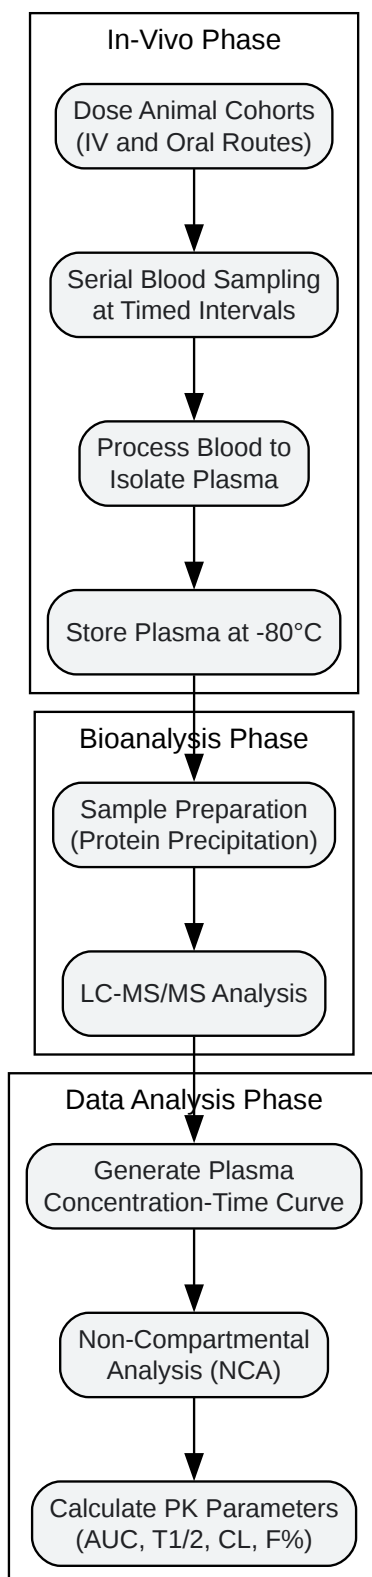 In-Vivo Phase
Dose Animal Cohorts
(IV and Oral Routes)
Serial Blood Sampling
at Timed Intervals
Process Blood to
Isolate Plasma
Store Plasma at -80°C
Bioanalysis Phase
Sample Preparation
(Protein Precipitation)
LC-MS/MS Analysis
Data Analysis Phase
Generate Plasma
Concentration-Time Curve
Non-Compartmental
Analysis (NCA)
Calculate PK Parameters
(AUC, T1/2, CL, F%)